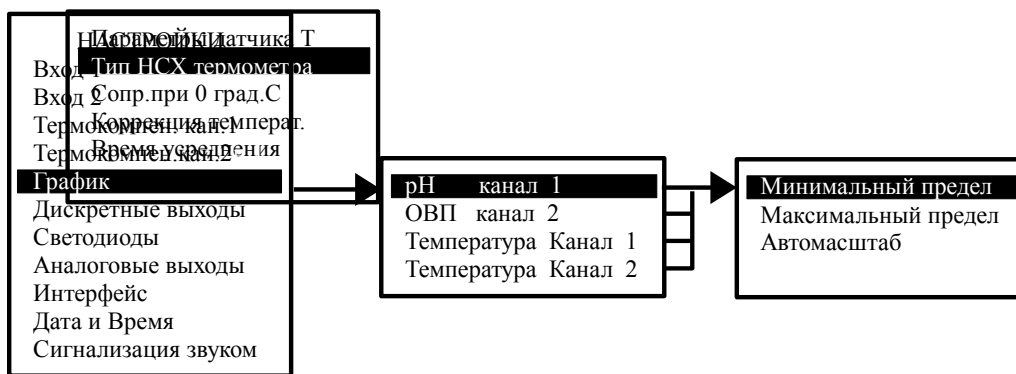 НАСТРОЙКИ
Вход 1
Вход 2
Термокомпен. кан.1
Термокомпен.кан.2
График
Дискретные выходы
Светодиоды
Аналоговые выходы
Интерфейс
Дата и Время
Сигнализация звуком
Параметры датчика Т
Тип НСХ термометра
Сопр.при 0 град.С
Коррекция температ.
Время усреднения
pH канал 1
ОВП канал 2
Температура Канал 1
Температура Канал 2
Минимальный предел
Максимальный предел
Автомасштаб